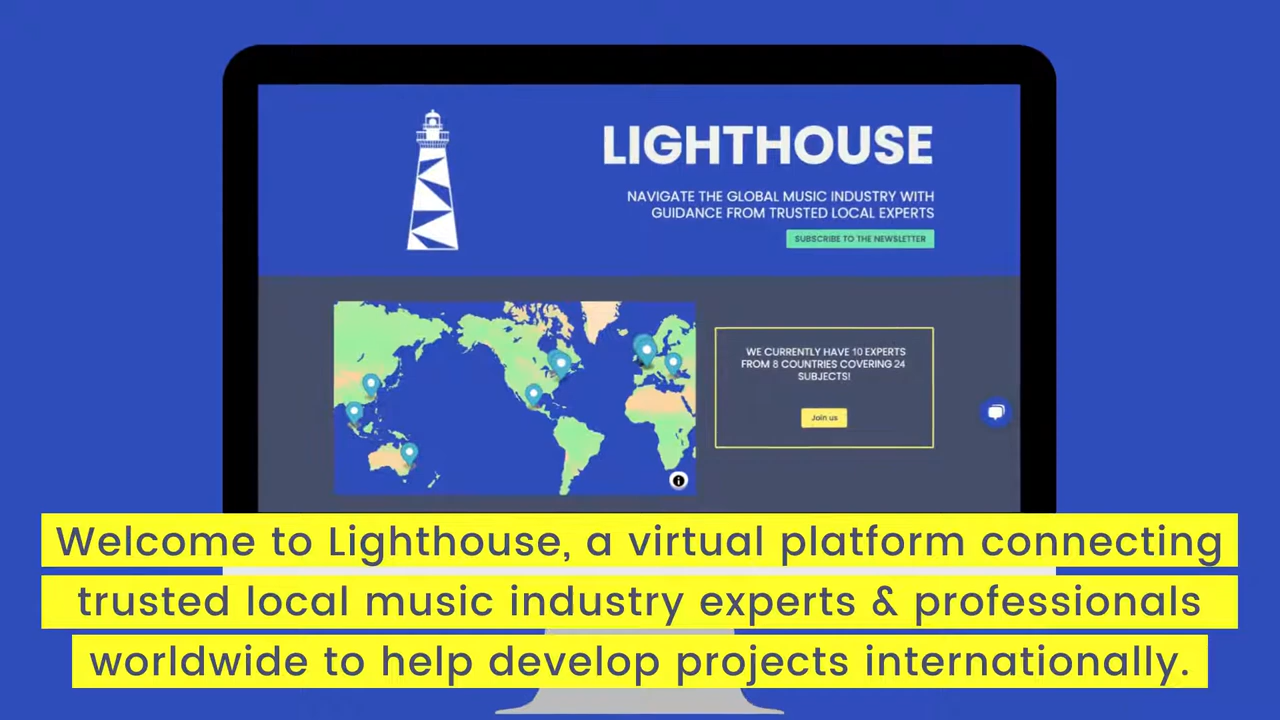 LIGHTHOUSE
NAVIGATE THE GLOBAL MUSIC INDUSTRY WITH
GUIDANCE FROM TRUSTED LOCAL EXPERTS
SUBSCRIBE TO THE NEWSLETTER
WE CURRENTLY HAVE 10 EXPERTS
FROM 8 COUNTRIES COVERING 24
SUBJECTS!
Join us
Welcome to Lighthouse, a virtual platform connecting
trusted local music industry experts & professionals
worldwide to help develop projects internationally.